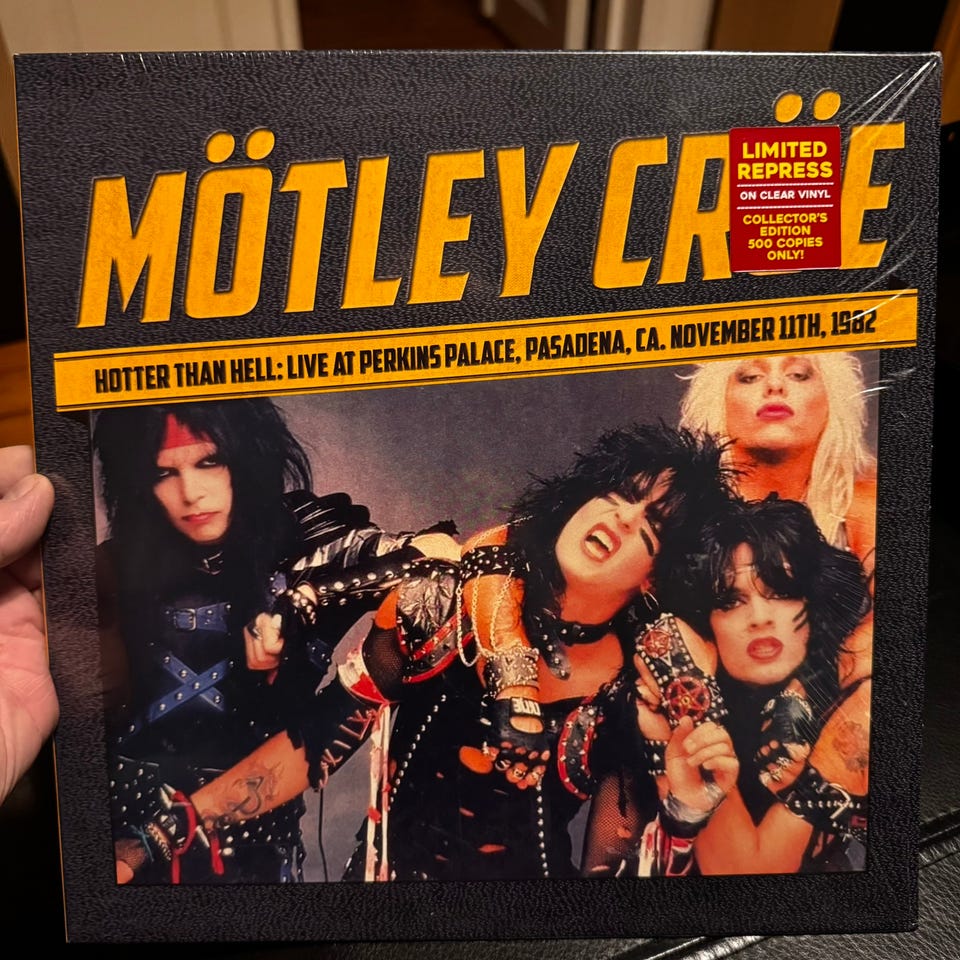 MÖTLEY CRÜE
LIMITED
REPRESS
ON CLEAR VINYL
COLLECTOR'S
EDITION
500 COPIES
ONLY!
HOTTER THAN HELL: LIVE AT PERKINS PALACE, PASADENA, CA. NOVEMBER 11TH, 1982